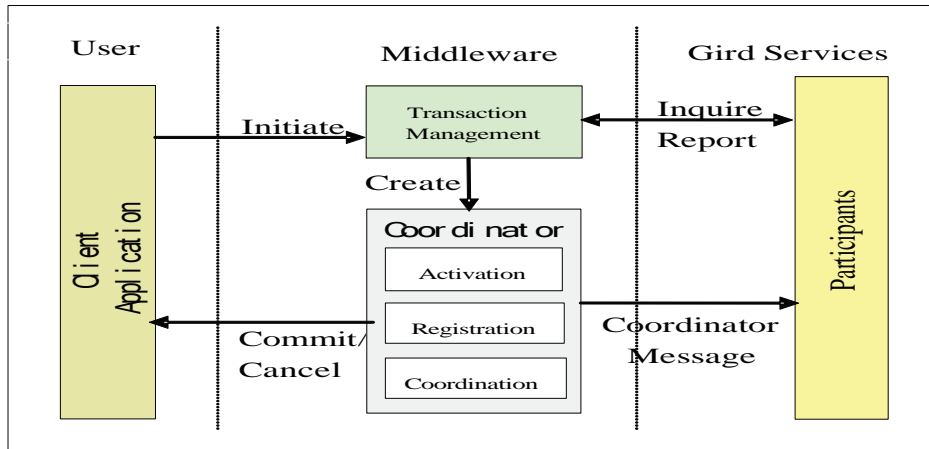 User
Middleware
Gird Services
Client
Application
Initiate
Transaction
Management
Inquire
Report
Create
Coordinator
Activation
Registration
Coordination
Commit/
Cancel
Coordinator
Message
Participants